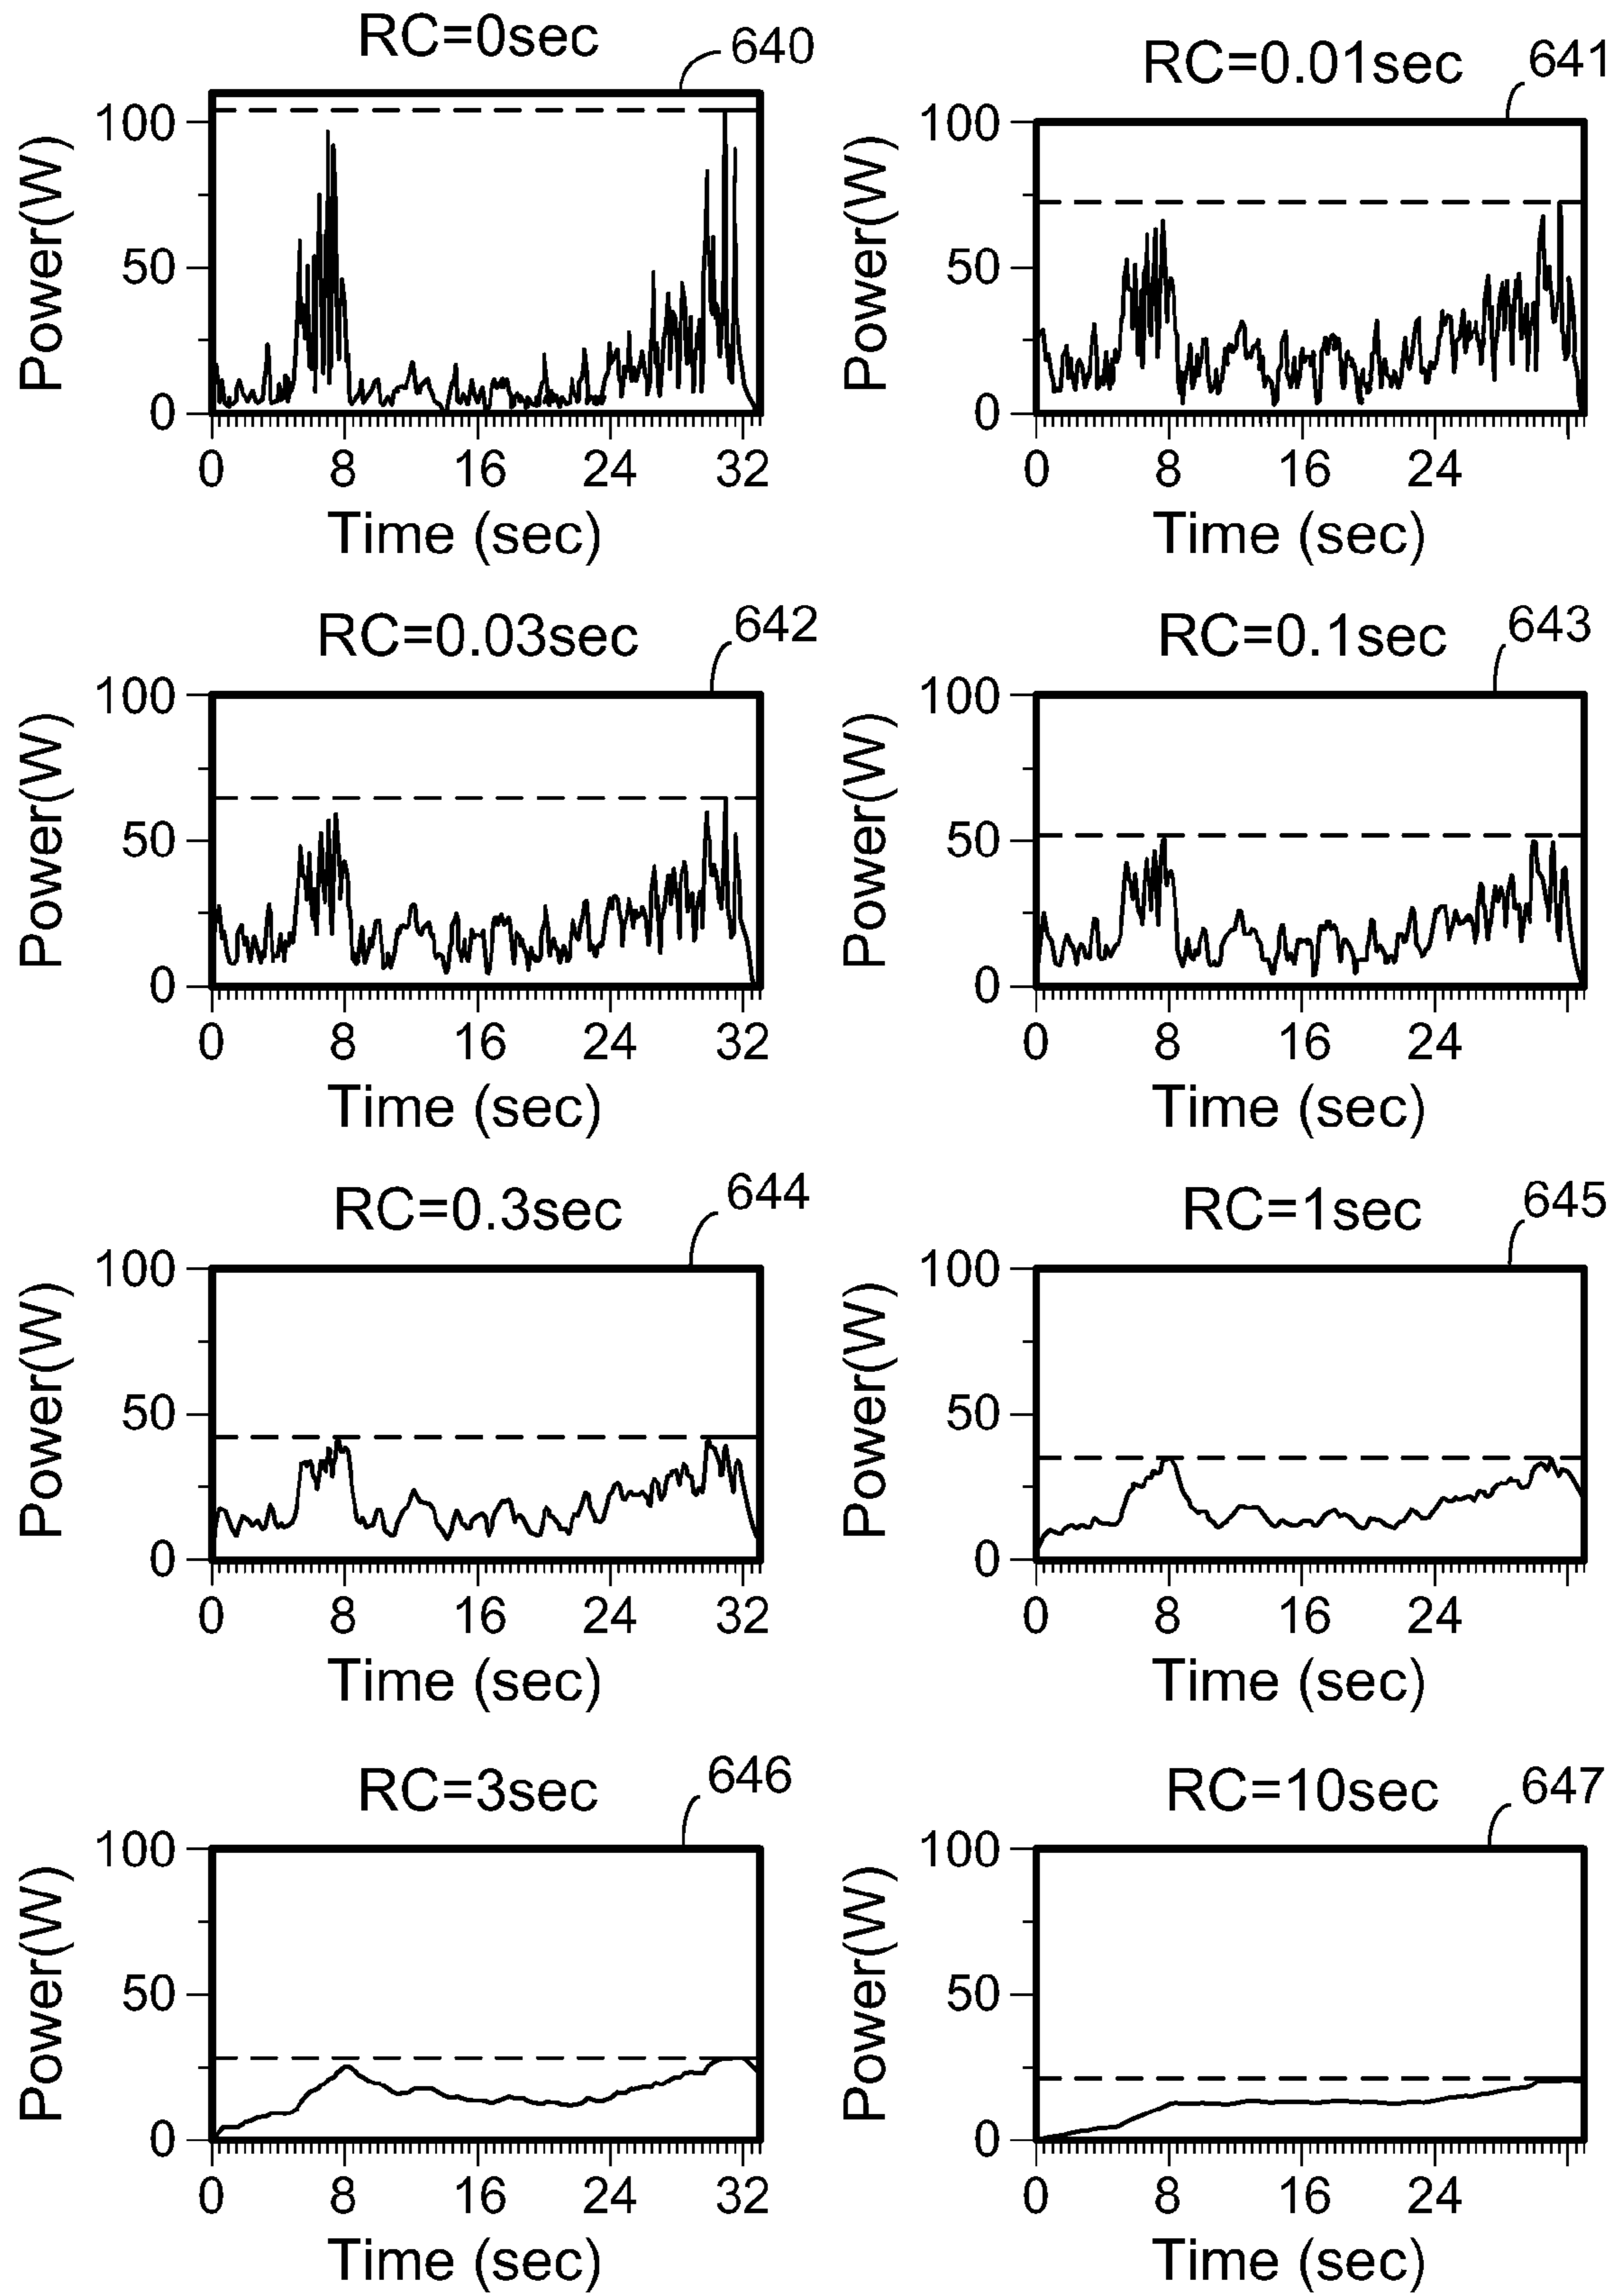 RC=0sec
640
Power(W)
100
50
0
0 8 16 24 32
Time (sec)
RC=0.01sec
641
Power(W)
100
50
0
0 8 16 24
Time (sec)
RC=0.03sec
642
Power(W)
100
50
0
0 8 16 24 32
Time (sec)
RC=0.1sec
643
Power(W)
100
50
0
0 8 16 24
Time (sec)
RC=0.3sec
644
Power(W)
100
50
0
0 8 16 24 32
Time (sec)
RC=1sec
645
Power(W)
100
50
0
0 8 16 24
Time (sec)
RC=3sec
646
Power(W)
100
50
0
0 8 16 24 32
Time (sec)
RC=10sec
647
Power(W)
100
50
0
0 8 16 24
Time (sec)